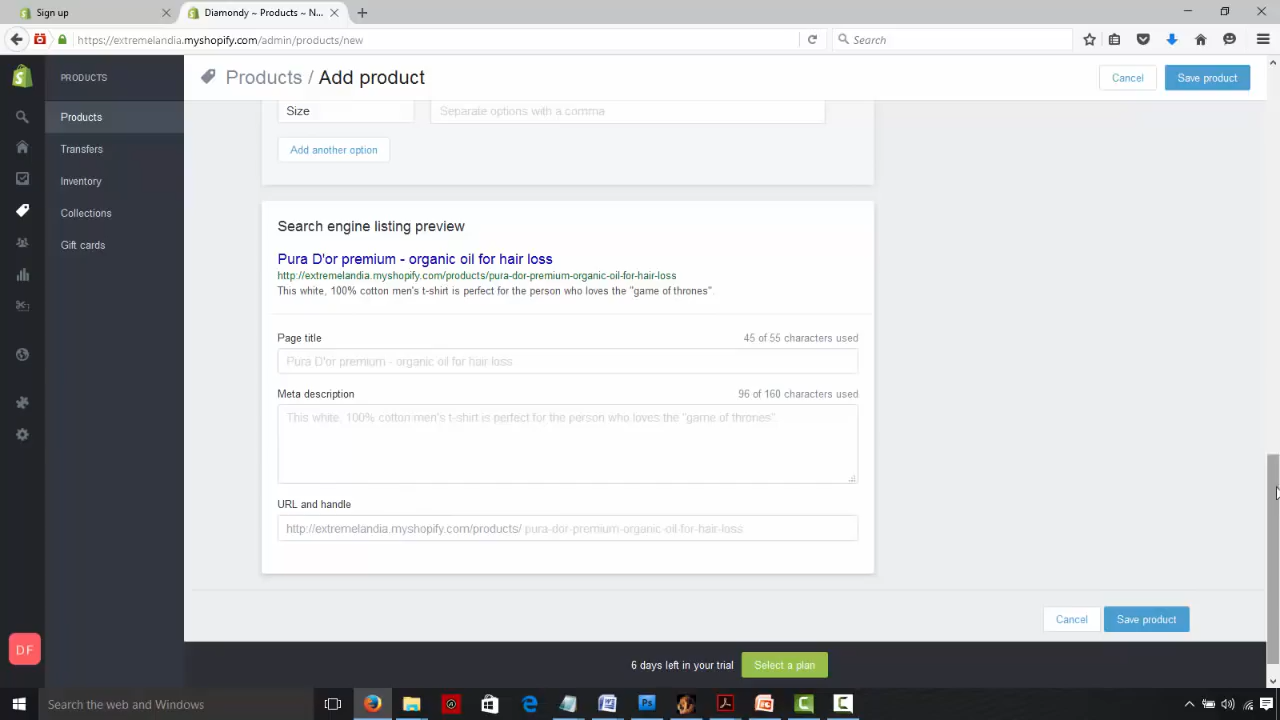 Sign up
Diamondy ~ Products ~ N...
https://extremelandia.myshopify.com/admin/products/new
Search
PRODUCTS
Products / Add product
Cancel
Save product
Products
Transfers
Inventory
Collections
Gift cards
Size
Separate options with a comma
Add another option
Search engine listing preview
Pura D'or premium - organic oil for hair loss
http://extremelandia.myshopify.com/products/pura-dor-premium-organic-oil-for-hair-loss
This white, 100% cotton men's t-shirt is perfect for the person who loves the "game of thrones".
Page title
45 of 55 characters used
Pura D'or premium - organic oil for hair loss
Meta description
96 of 160 characters used
This white, 100% cotton men's t-shirt is perfect for the person who loves the "game of thrones".
URL and handle
http://extremelandia.myshopify.com/products/ pura-dor-premium-organic-oil-for-hair-loss
Cancel
Save product
DF
6 days left in your trial
Select a plan
Search the web and Windows